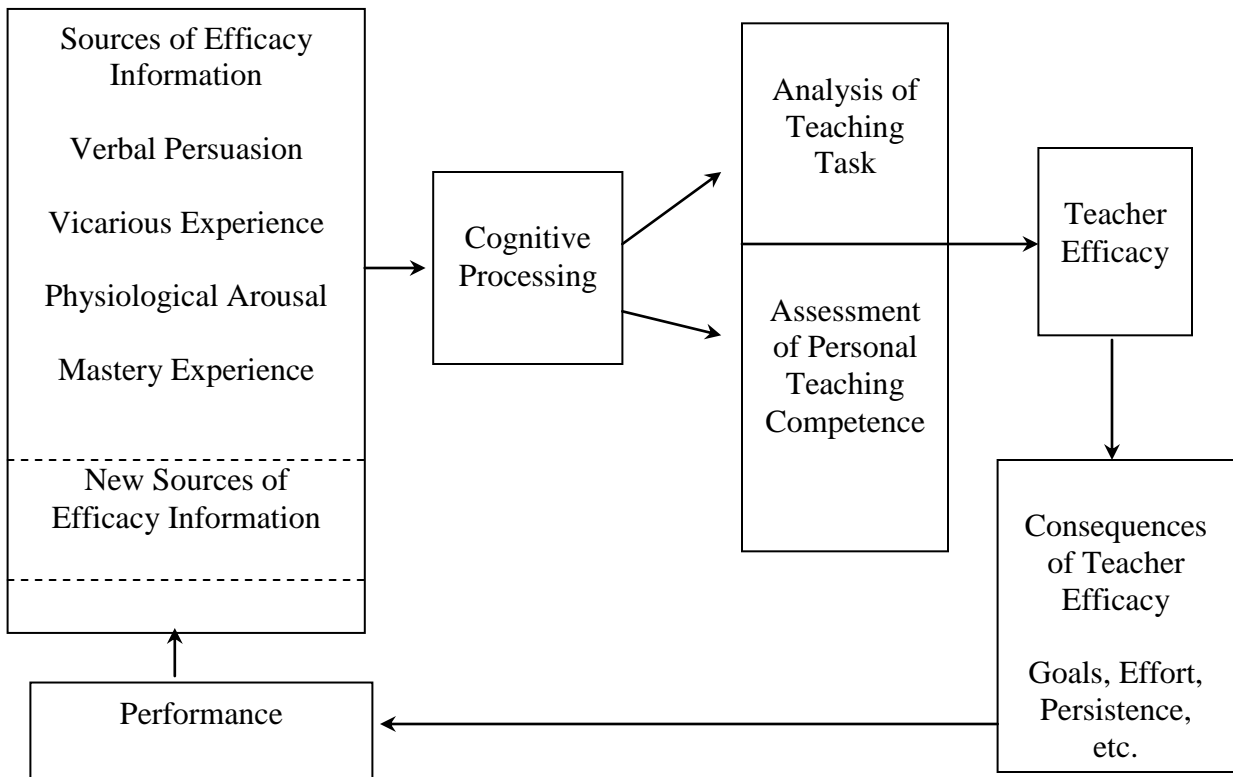 Sources of Efficacy
Information
Verbal Persuasion
Vicarious Experience
Physiological Arousal
Mastery Experience
New Sources of
Efficacy Information
Performance
Cognitive
Processing
Analysis of
Teaching
Task
Assessment
of Personal
Teaching
Competence
Teacher
Efficacy
Consequences
of Teacher
Efficacy
Goals, Effort,
Persistence,
etc.